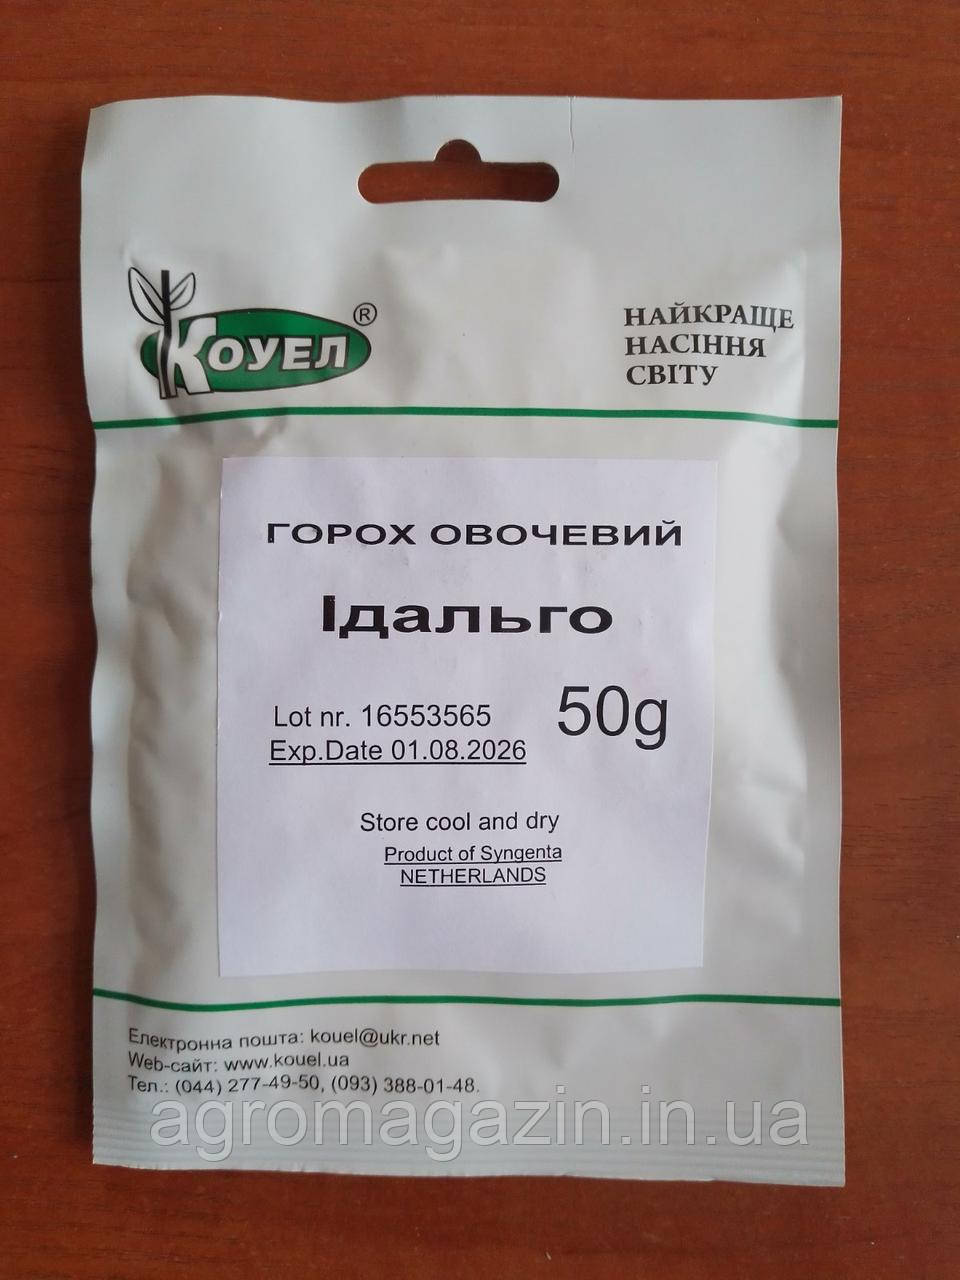 КОУЕЛ®
НАЙКРАЩЕ
НАСІННЯ
СВІТУ
ГОРОХ ОВОЧЕВИЙ
Ідальго
Lot nr. 16553565
50g
Exp.Date 01.08.2026
Store cool and dry
Product of Syngenta
NETHERLANDS
Електронна пошта: kouel@ukr.net
Web-сайт: www.kouel.ua
Тел.: (044) 277-49-50, (093) 388-01-48.
agromagazin.in.ua